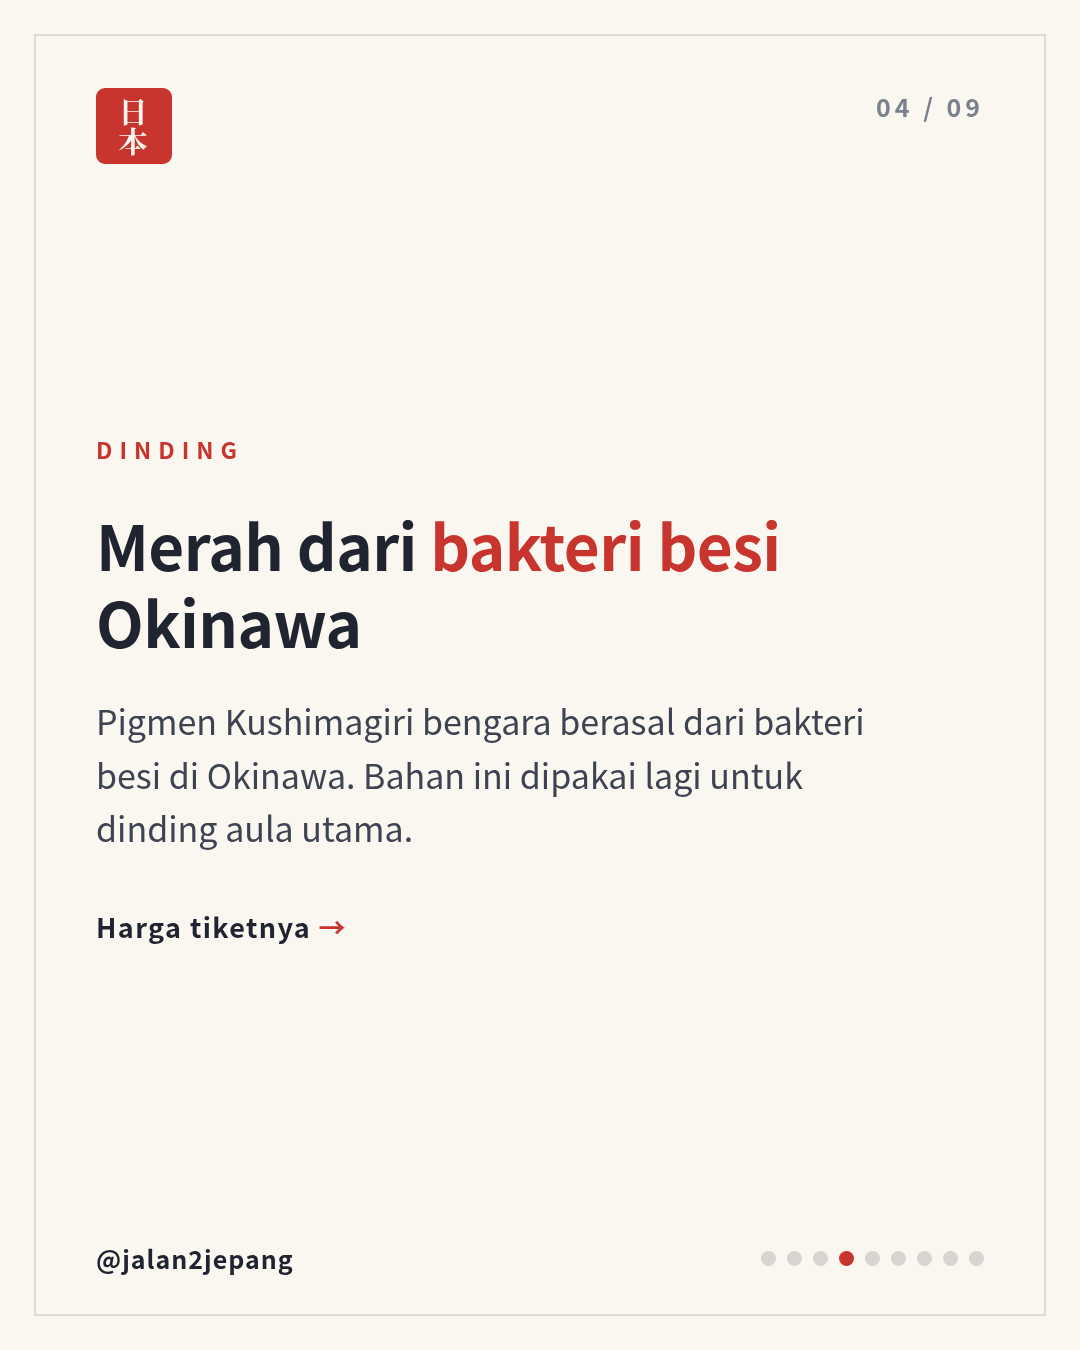 日本
04 / 09
DINDING
Merah dari bakteri besi
Okinawa
Pigmen Kushimagiri bengara berasal dari bakteri
besi di Okinawa. Bahan ini dipakai lagi untuk
dinding aula utama.
Harga tiketnya →
@jalan2jepang